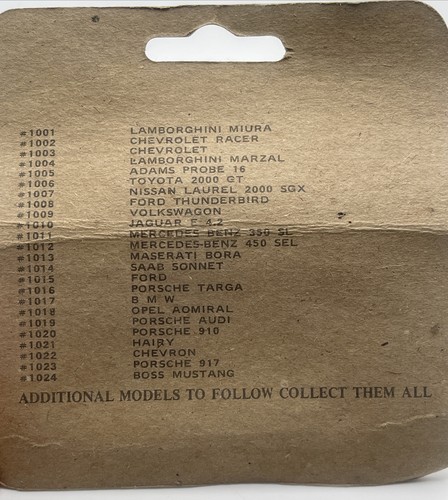 #1001 LAMBORGHINI MIURA
#1002 CHEVROLET RACER
#1003 CHEVROLET
#1004 LAMBORGHINI MARZAL
#1005 ADAMS PROBE 16
#1006 TOYOTA 2000 GT
#1007 NISSAN LAUREL 2000 SGX
#1008 FORD THUNDERBIRD
#1009 VOLKSWAGON
#1010 JAGUAR E 4.2
#1011 MERCEDES BENZ 350 SL
#1012 MERCEDES-BENZ 450 SEL
#1013 MASERATI BORA
#1014 SAAB SONNET
#1015 FORD
#1016 PORSCHE TARGA
#1017 B M W
#1018 OPEL ADMIRAL
#1019 PORSCHE AUDI
#1020 PORSCHE 910
#1021 HAIRY
#1022 CHEVRON
#1023 PORSCHE 917
#1024 BOSS MUSTANG
ADDITIONAL MODELS TO FOLLOW COLLECT THEM ALL